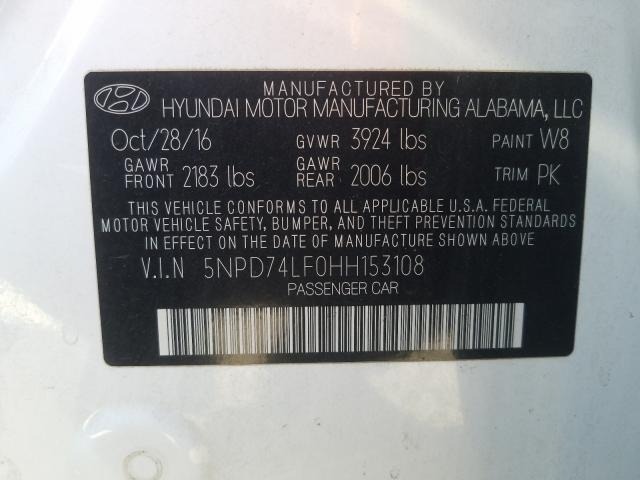 MANUFACTURED BY
HYUNDAI MOTOR MANUFACTURING ALABAMA, LLC
Oct/28/16 GVWR 3924 lbs PAINT W8
GAWR FRONT 2183 lbs GAWR REAR 2006 lbs TRIM PK
THIS VEHICLE CONFORMS TO ALL APPLICABLE U.S.A. FEDERAL
MOTOR VEHICLE SAFETY, BUMPER, AND THEFT PREVENTION STANDARDS
IN EFFECT ON THE DATE OF MANUFACTURE SHOWN ABOVE.
V.I.N 5NPD74LF0HH153108
PASSENGER CAR